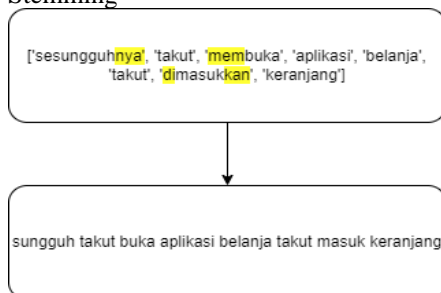 Stemming
['sesungguhnya', 'takut', 'membuka', 'aplikasi', 'belanja',
'takut', 'dimasukkan', 'keranjang']
sungguh takut buka aplikasi belanja takut masuk keranjang